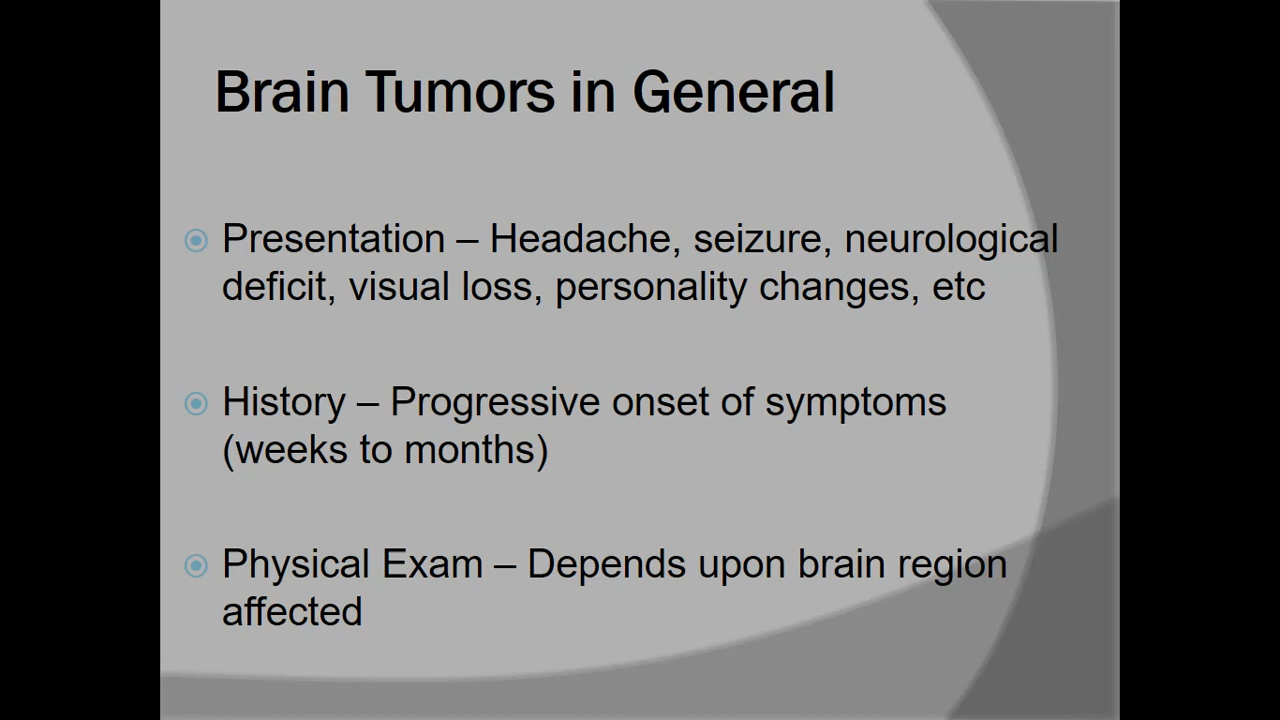 Brain Tumors in General
Presentation – Headache, seizure, neurological
deficit, visual loss, personality changes, etc
History – Progressive onset of symptoms
(weeks to months)
Physical Exam – Depends upon brain region
affected